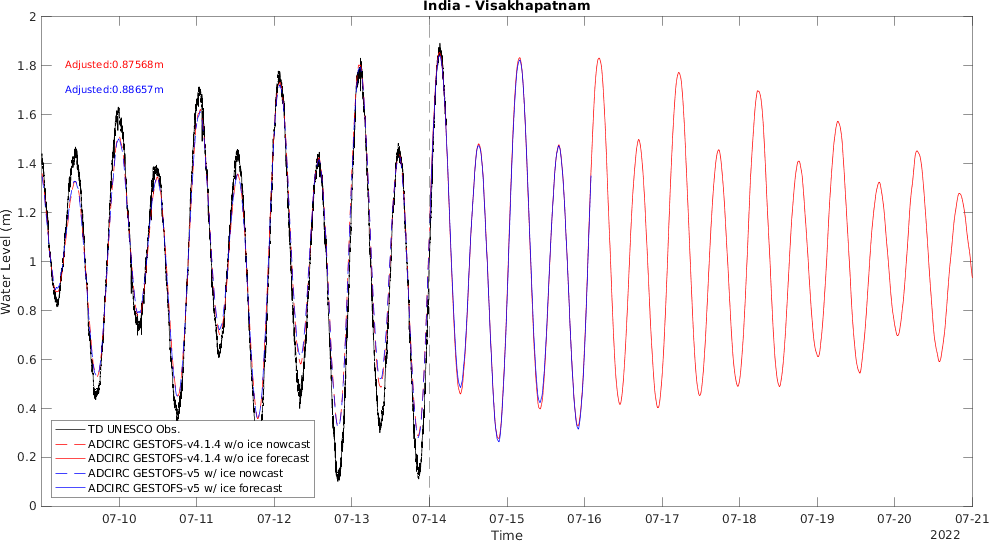 India - Visakhapatnam
2
1.8
1.6
1.4
1.2
1
0.8
0.6
0.4
0.2
0
Water Level (m)
Adjusted:0.87568m
Adjusted:0.88657m
TD UNESCO Obs.
ADCIRC GESTOFS-v4.1.4 w/o ice nowcast
ADCIRC GESTOFS-v4.1.4 w/o ice forecast
ADCIRC GESTOFS-v5 w/ ice nowcast
ADCIRC GESTOFS-v5 w/ ice forecast
07-10 07-11 07-12 07-13 07-14 07-15 07-16 07-17 07-18 07-19 07-20 07-21
Time
2022